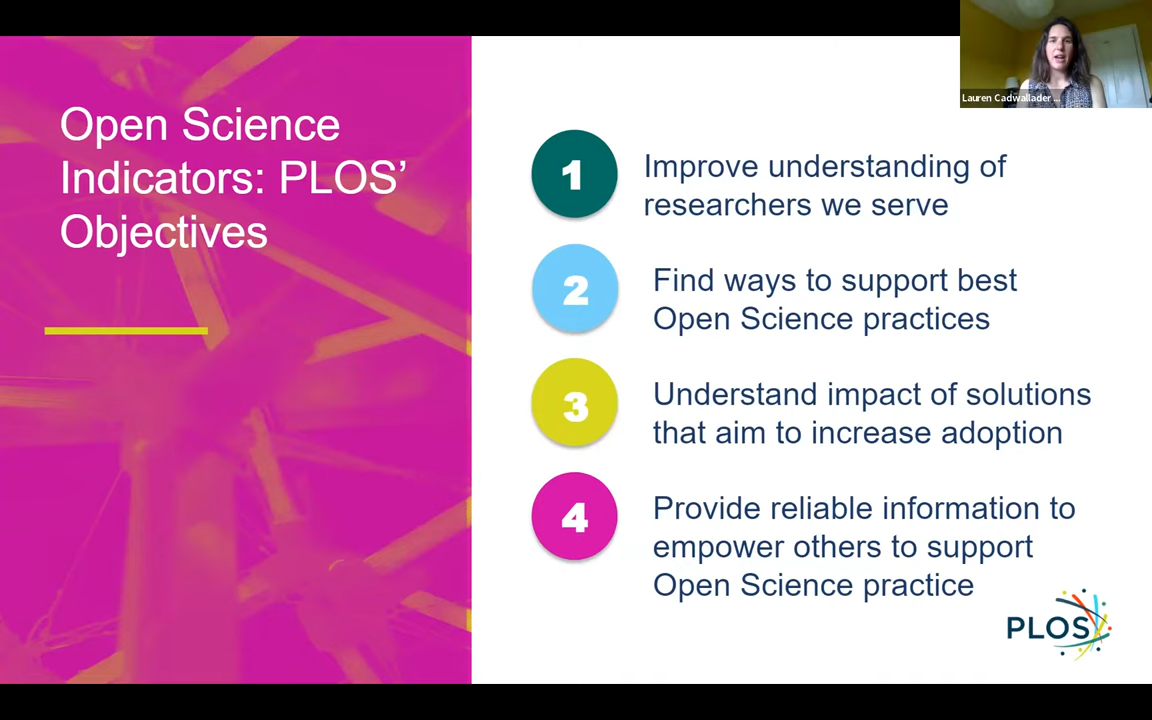 Lauren Cadwallader ...
Open Science
Indicators: PLOS’
Objectives
1
Improve understanding of
researchers we serve
2
Find ways to support best
Open Science practices
3
Understand impact of solutions
that aim to increase adoption
4
Provide reliable information to
empower others to support
Open Science practice
PLOS